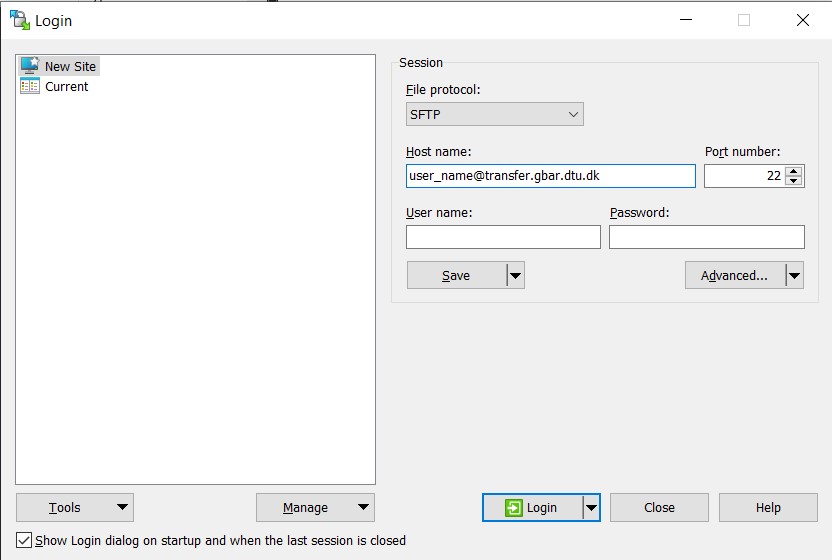 Login
New Site
Current
Session
File protocol:
SFTP
Host name:
Port number:
user_name@transfer.gbar.dtu.dk
22
User name:
Password:
Save
Advanced...
Tools
Manage
Login
Close
Help
Show Login dialog on startup and when the last session is closed